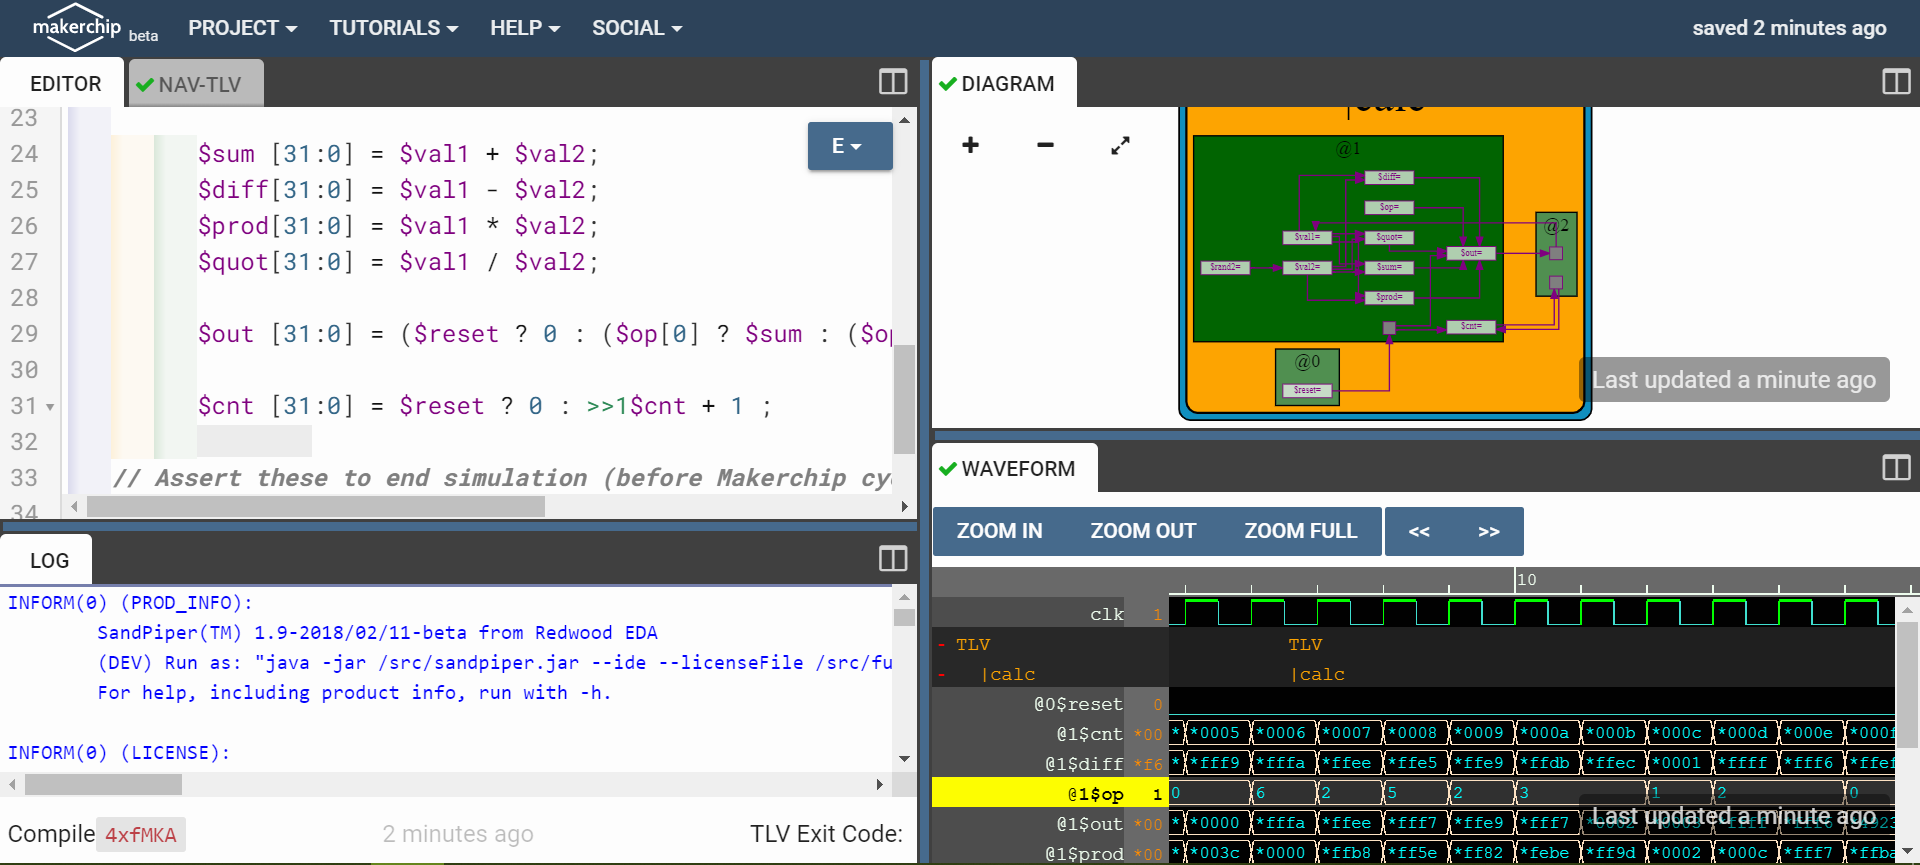 makerchip beta PROJECT TUTORIALS HELP SOCIAL saved 2 minutes ago
EDITOR NAV-TLV
23
24 $sum [31:0] = $val1 + $val2;
25 $diff[31:0] = $val1 - $val2;
26 $prod[31:0] = $val1 * $val2;
27 $quot[31:0] = $val1 / $val2;
28
29 $out [31:0] = ($reset ? 0 : ($op[0] ? $sum : ($op
30
31 $cnt [31:0] = $reset ? 0 : >>1$cnt + 1 ;
32
33 // Assert these to end simulation (before Makerchip cy
34
E
LOG
INFORM(0) (PROD_INFO):
SandPiper(TM) 1.9-2018/02/11-beta from Redwood EDA
(DEV) Run as: "java -jar /src/sandpiper.jar --ide --licenseFile /src/fu
For help, including product info, run with -h.
INFORM(0) (LICENSE):
Compile 4xfMKA 2 minutes ago TLV Exit Code:
DIAGRAM
|calc
@1
$diff=
$op=
$val1= $quot= $out=
$rand2= $val2= $sum=
$prod=
$cnt=
@2
@0
$reset=
Last updated a minute ago
WAVEFORM
ZOOM IN ZOOM OUT ZOOM FULL << >>
10
clk 1
- TLV TLV
- |calc |calc
@0$reset 0
@1$cnt *00 * *0005 *0006 *0007 *0008 *0009 *000a *000b *000c *000d *000e *000f
@1$diff *f6 * *fff9 *fffa *ffee *ffe5 *ffe9 *ffdb *ffec *0001 *ffff *fff6 *ffef
@1$op 1 0 6 2 5 2 3 1 2 0
@1$out *00 * *0000 *fffa *ffee *fff7 *ffe9 *fff7
Last updated a minute ago
@1$prod *00 * *003c *0000 *ffb8 *ff5e *ff82 *febe *ff9d *0002 *000c *fff7 *ffba